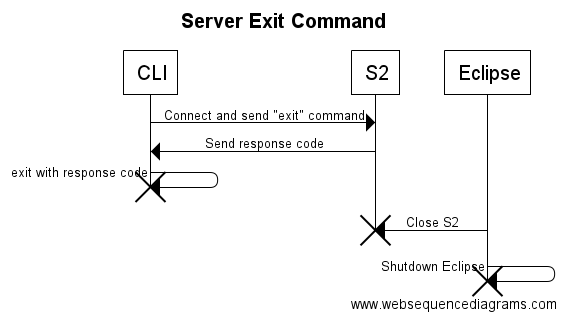 Server Exit Command
CLI
S2
Eclipse
Connect and send "exit" command
Send response code
exit with response code
Close S2
Shutdown Eclipse
www.websequencediagrams.com